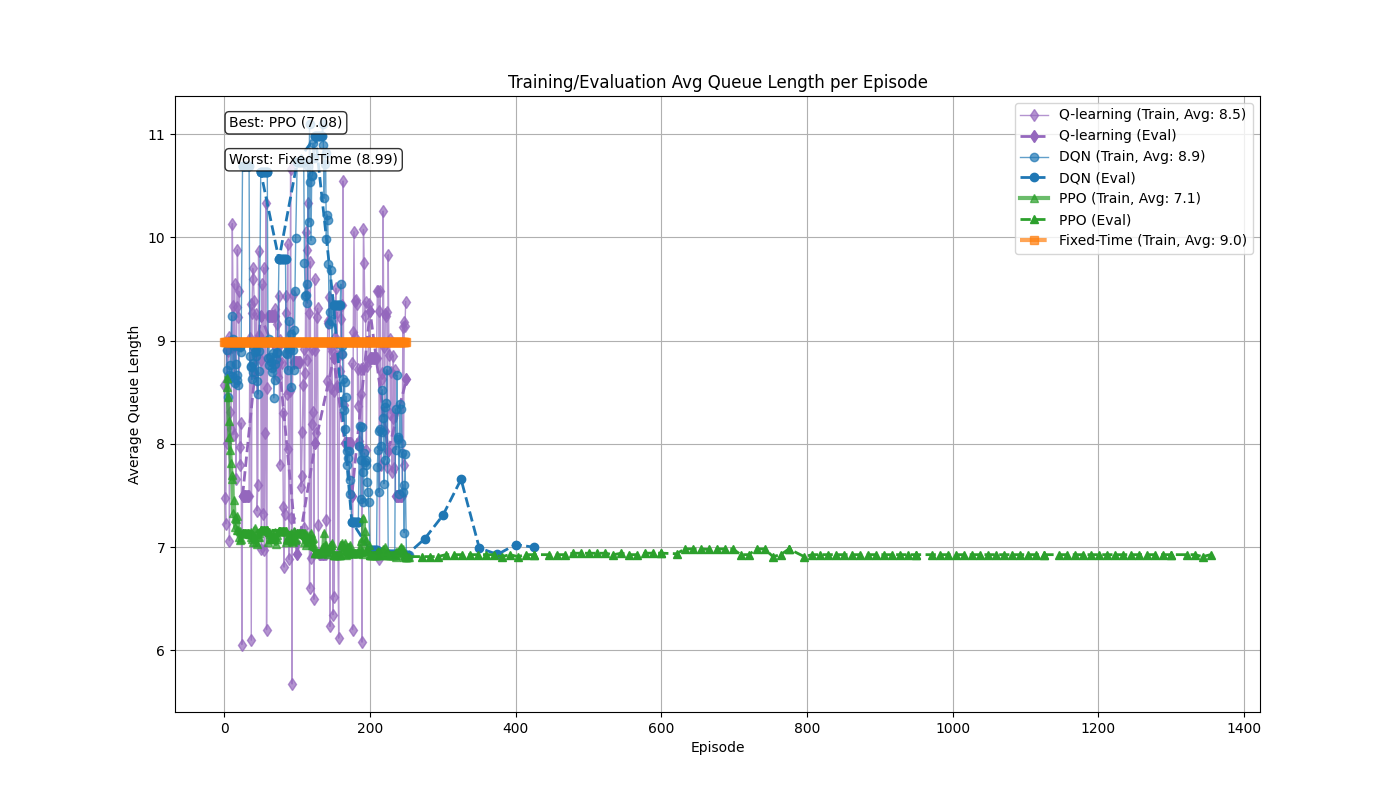 Training/Evaluation Avg Queue Length per Episode
Best: PPO (7.08)
Worst: Fixed-Time (8.99)
Q-learning (Train, Avg: 8.5)
Q-learning (Eval)
DQN (Train, Avg: 8.9)
DQN (Eval)
PPO (Train, Avg: 7.1)
PPO (Eval)
Fixed-Time (Train, Avg: 9.0)
Average Queue Length
11
10
9
8
7
6
0 200 400 600 800 1000 1200 1400
Episode